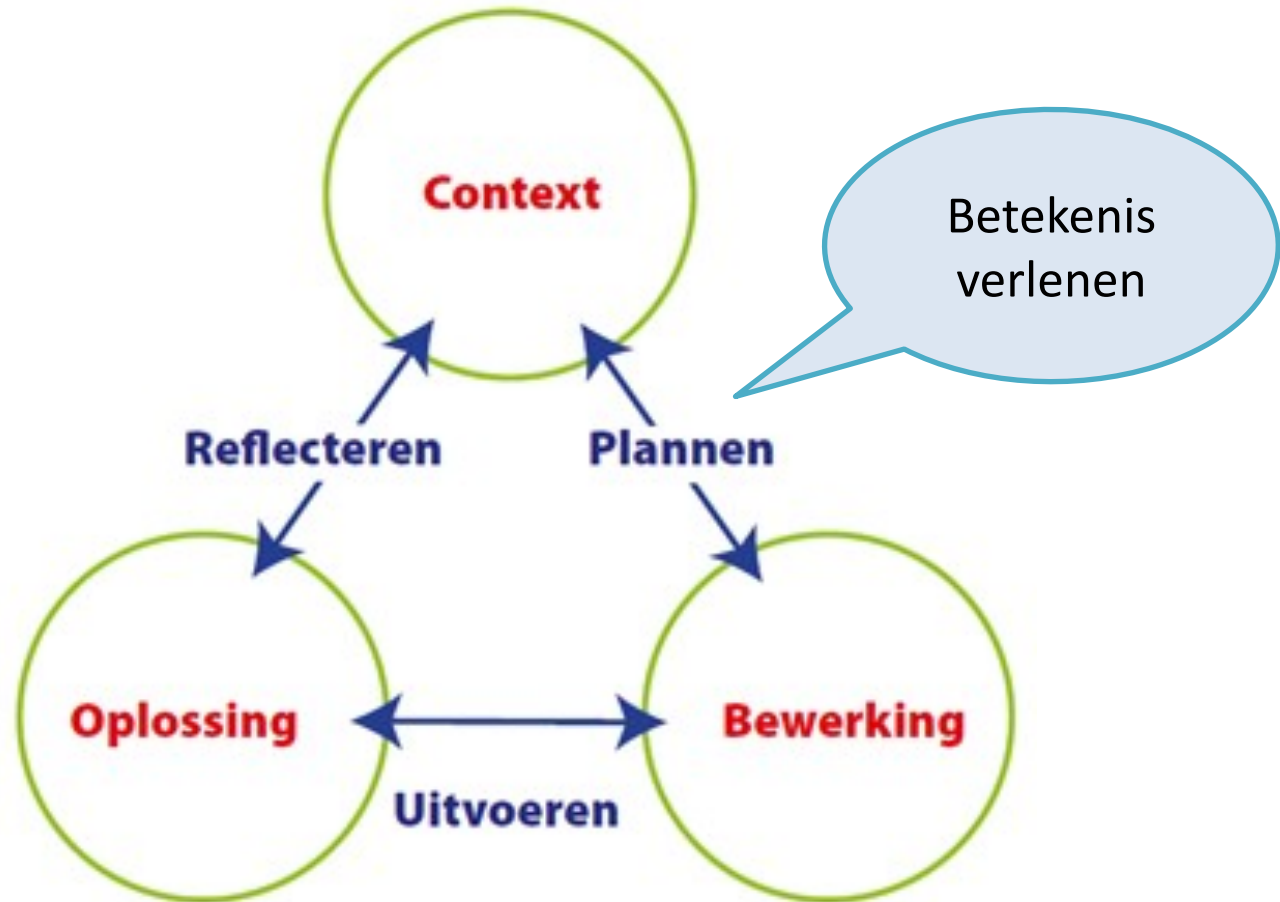 Context
Betekenis
verlenen
Reflecteren
Plannen
Oplossing
Bewerking
Uitvoeren